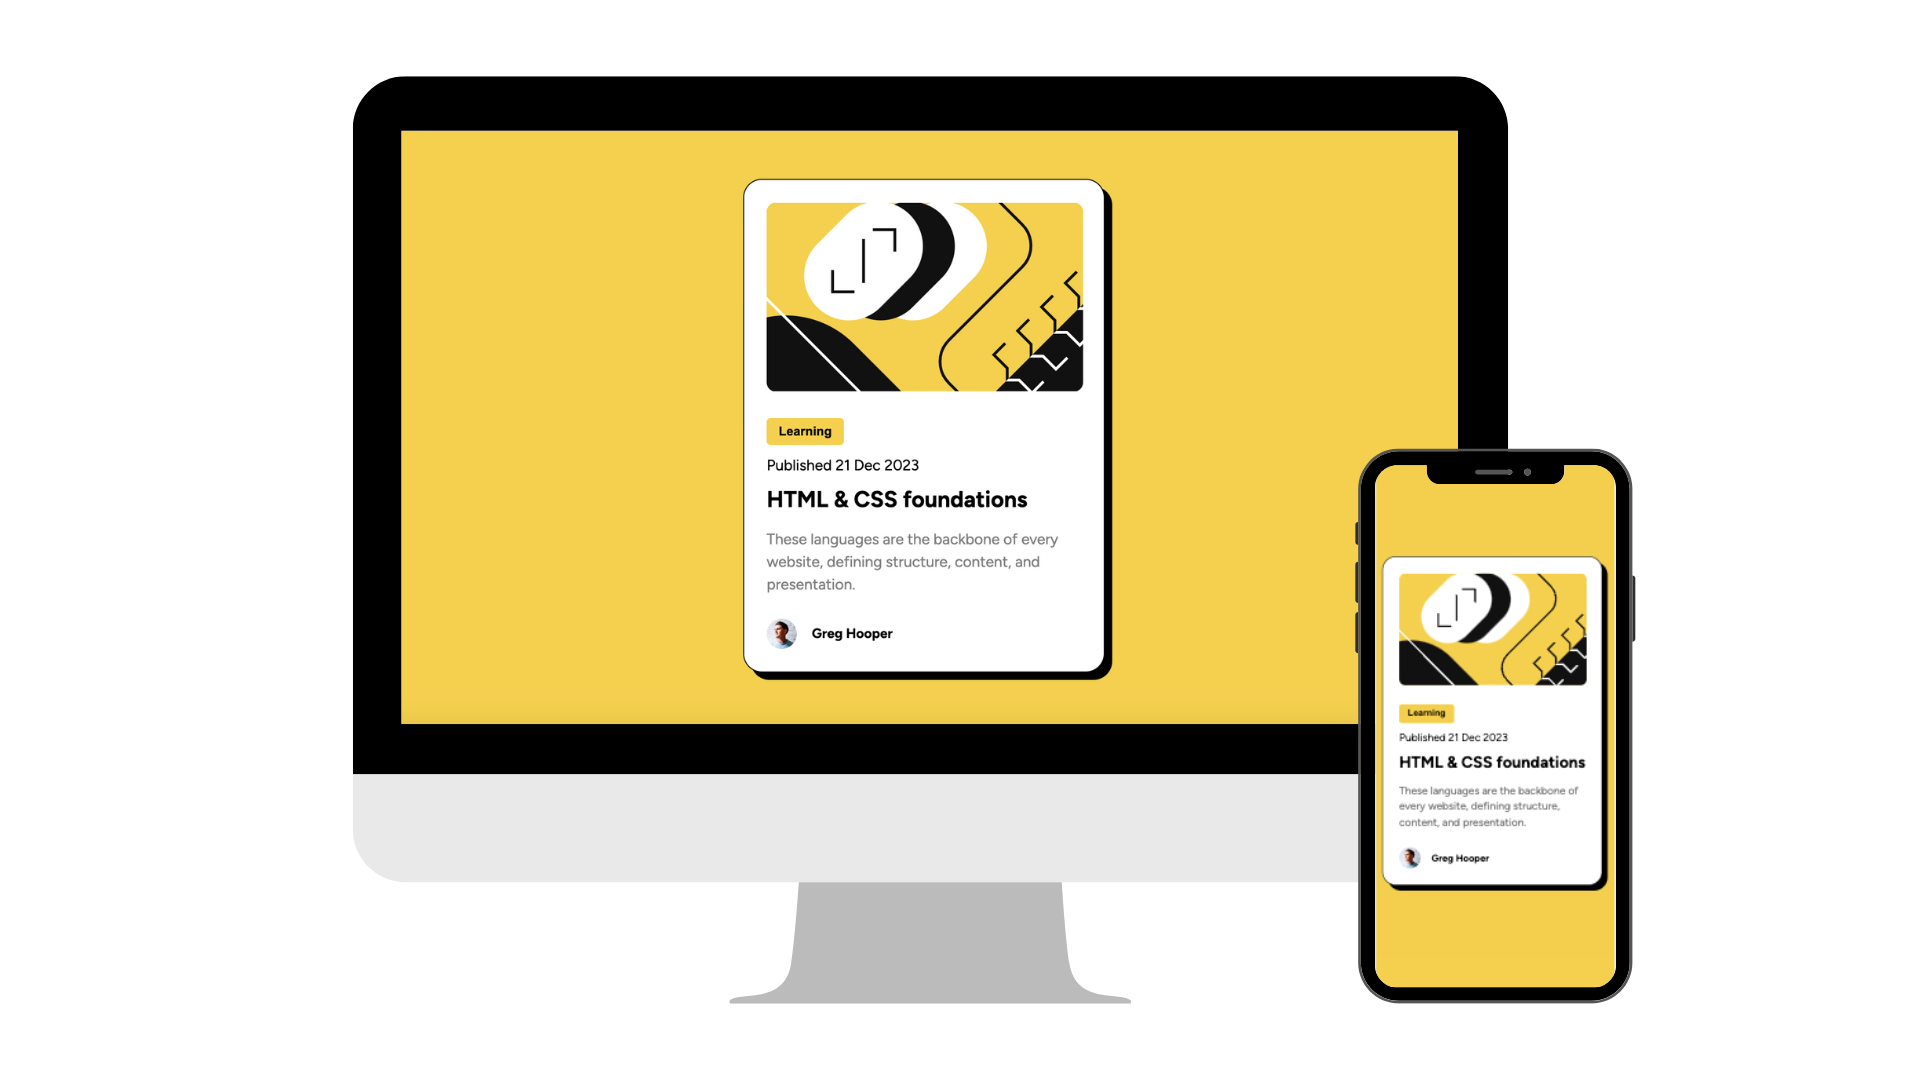 Learning
Published 21 Dec 2023
HTML & CSS foundations
These languages are the backbone of every
website, defining structure, content, and
presentation.
Greg Hooper
Learning
Published 21 Dec 2023
HTML & CSS foundations
These languages are the backbone of
every website, defining structure,
content, and presentation.
Greg Hooper